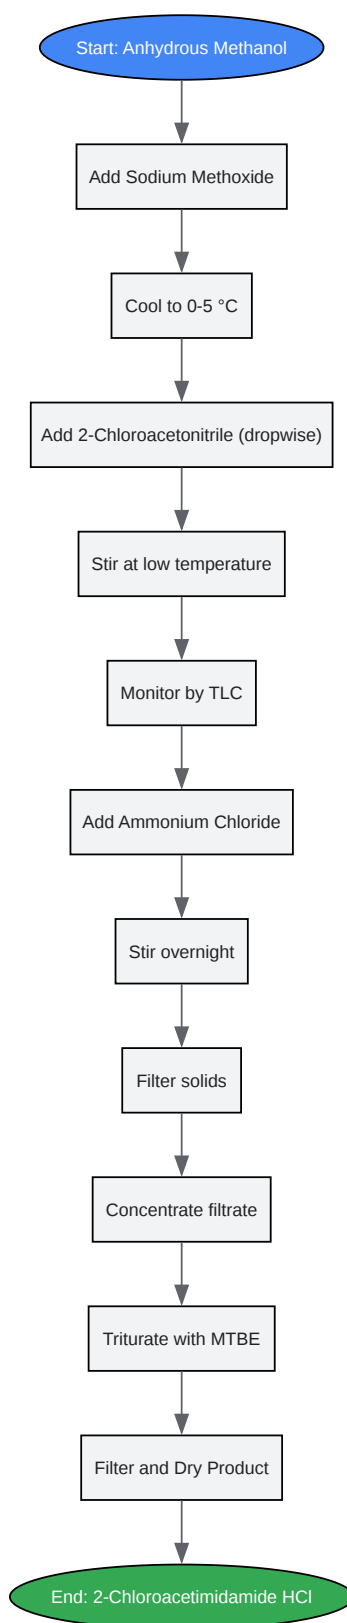 Start: Anhydrous Methanol
Add Sodium Methoxide
Cool to 0-5 °C
Add 2-Chloroacetonitrile (dropwise)
Stir at low temperature
Monitor by TLC
Add Ammonium Chloride
Stir overnight
Filter solids
Concentrate filtrate
Triturate with MTBE
Filter and Dry Product
End: 2-Chloroacetimidamide HCl